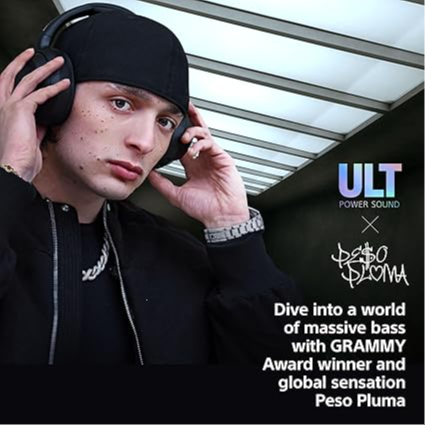 ULT
POWER SOUND
PE$O
PLUMA
Dive into a world
of massive bass
with GRAMMY
Award winner and
global sensation
Peso Pluma